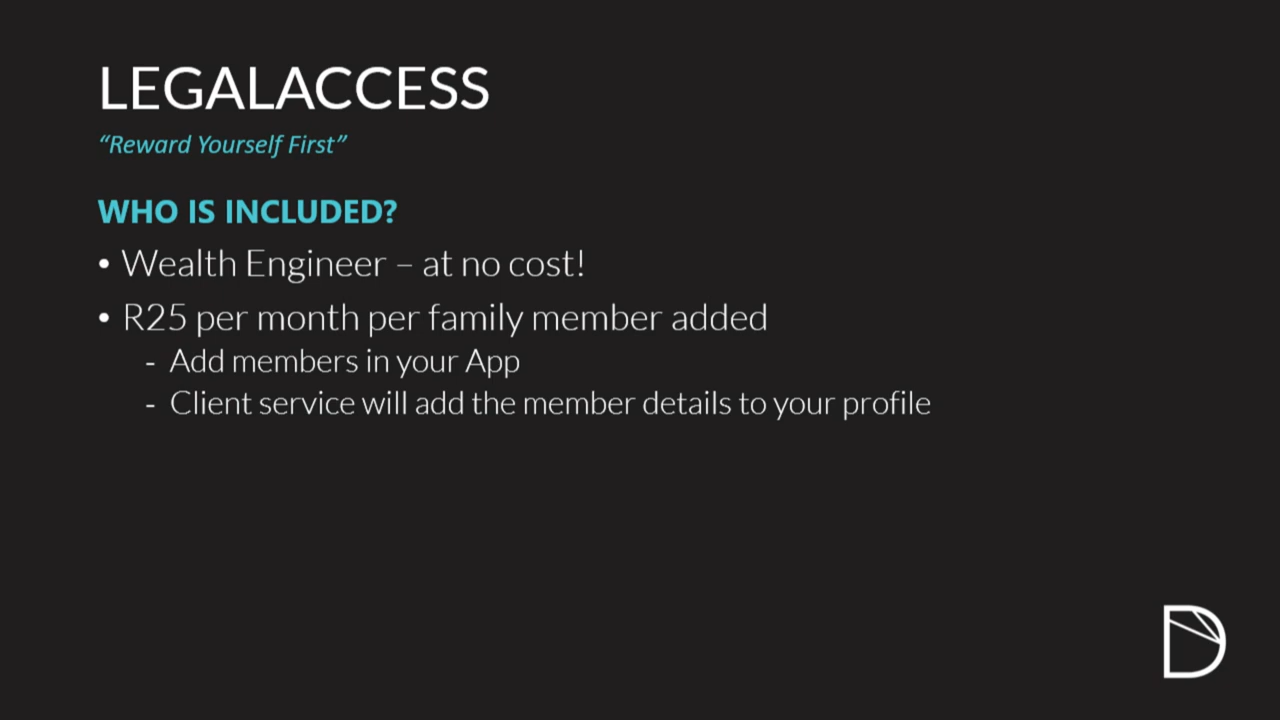 LEGALACCESS
“Reward Yourself First”
WHO IS INCLUDED?
• Wealth Engineer – at no cost!
• R25 per month per family member added
- Add members in your App
- Client service will add the member details to your profile